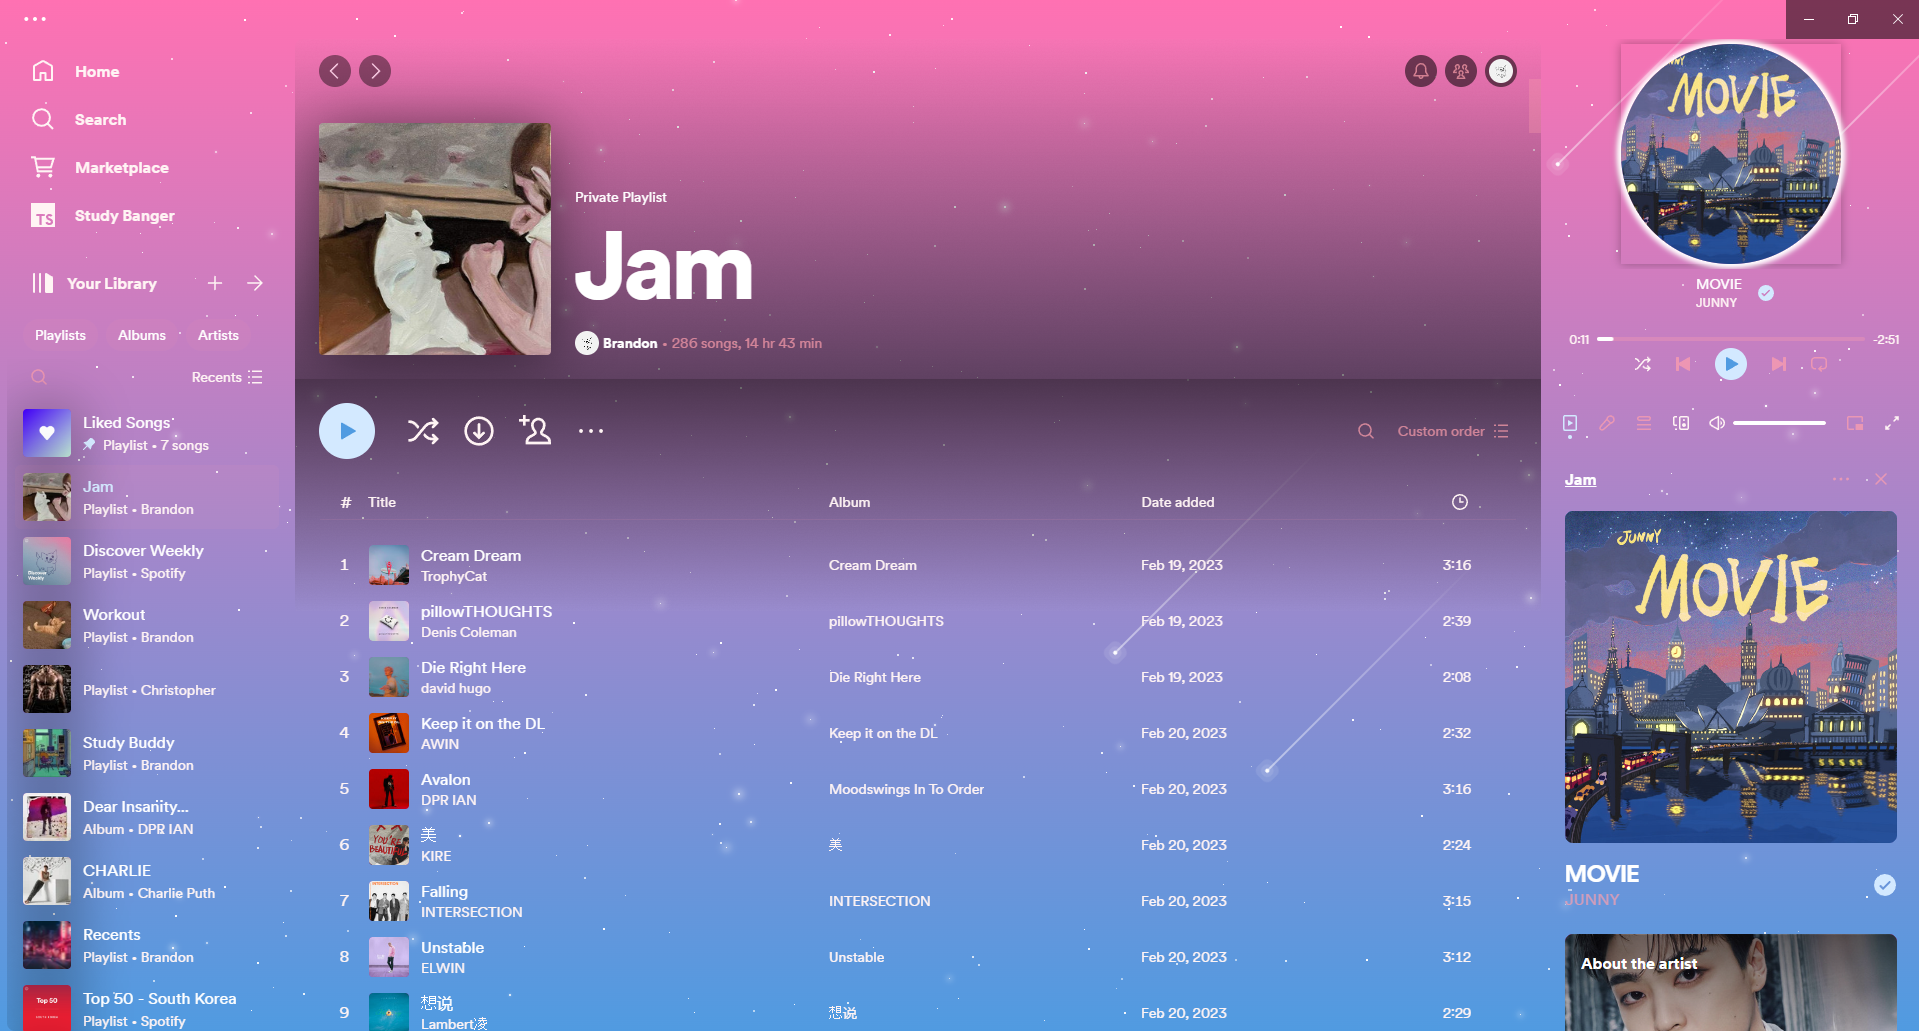 Home
Search
Marketplace
TS
Study Banger
Your Library
Playlists
Albums
Artists
Recents
Liked Songs
Playlist • 7 songs
Jam
Playlist • Brandon
Discover Weekly
Playlist • Spotify
Discover
Weekly
Workout
Playlist • Brandon
Playlist • Christopher
Study Buddy
Playlist • Brandon
Dear Insanity...
Album • DPR IAN
CHARLIE
Album • Charlie Puth
Recents
Playlist • Brandon
Top 50
Top 50 - South Korea
Playlist • Spotify
Private Playlist
Jam
Brandon • 286 songs, 14 hr 43 min
Custom order
# Title Album Date added
1 Cream Dream Cream Dream Feb 19, 2023 3:16
TrophyCat
2 pillowTHOUGHTS pillowTHOUGHTS Feb 19, 2023 2:39
Denis Coleman
3 Die Right Here Die Right Here Feb 19, 2023 2:08
david hugo
4 Keep it on the DL Keep it on the DL Feb 20, 2023 2:32
AWIN
5 Avalon Moodswings In To Order Feb 20, 2023 3:16
DPR IAN
6 美 美 Feb 20, 2023 2:24
KIRE
YOU'RE
BEAUTIFUL
7 Falling INTERSECTION Feb 20, 2023 3:15
INTERSECTION
INTERSECTION
8 Unstable Unstable Feb 20, 2023 3:12
ELWIN
9 想说 想说 Feb 20, 2023 2:29
Lambert凌
MOVIE
MOVIE
JUNNY
0:11
-2:51
Jam
JUNNY
MOVIE
MOVIE
JUNNY
About the artist